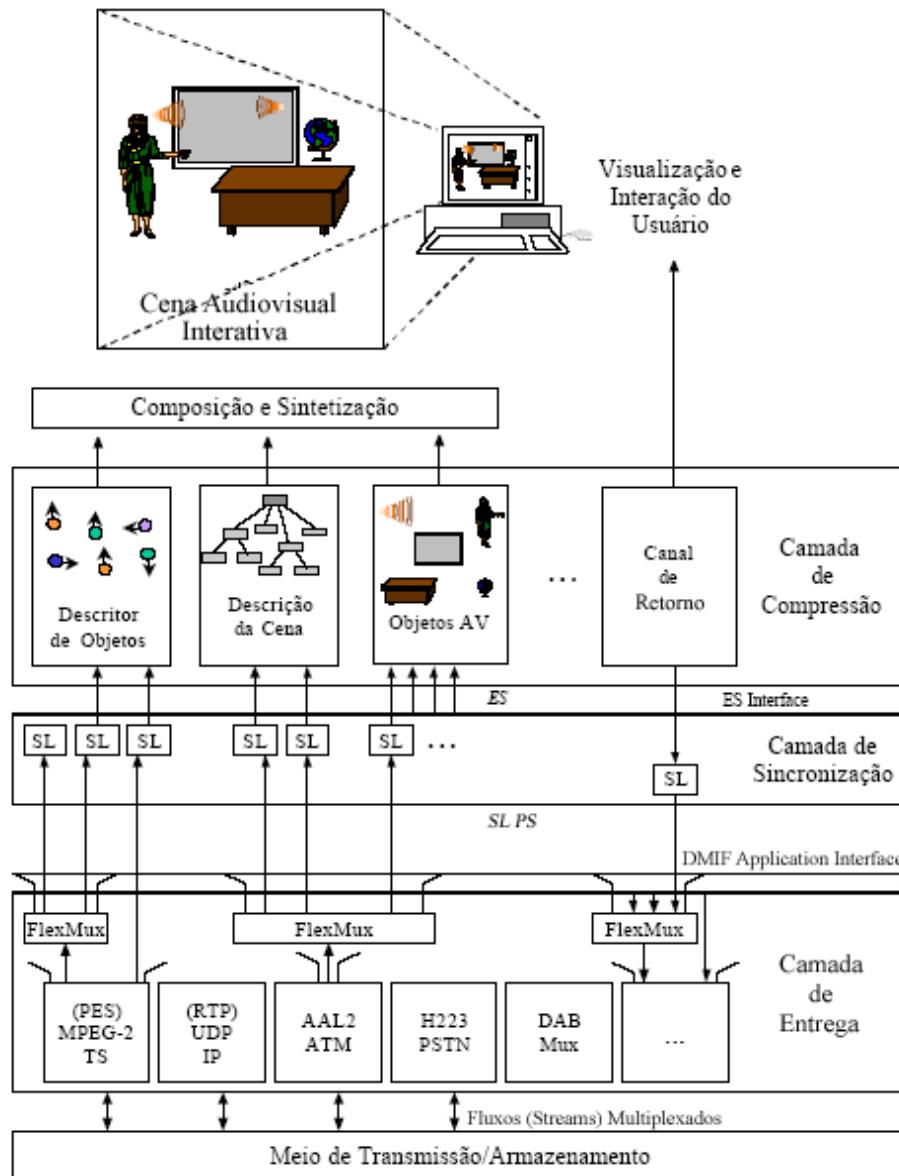 Visualização e
Interação do
Usuário
Cena Audiovisual
Interativa
Composição e Sintetização
Descritor
de Objetos
Descrição
da Cena
Objetos AV
...
Canal
de
Retorno
Camada
de
Compressão
ES
ES Interface
SL
SL
SL
SL
SL
SL
...
SL
Camada de
Sincronização
SL PS
DMIF Application Interface
FlexMux
FlexMux
FlexMux
Camada
de
Entrega
(PES)
MPEG-2
TS
(RTP)
UDP
IP
AAL2
ATM
H223
PSTN
DAB
Mux
...
Fluxos (Streams) Multiplexados
Meio de Transmissão/Armazenamento